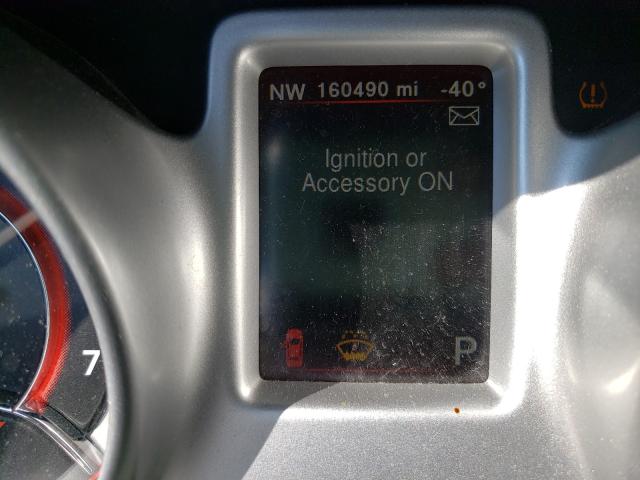 NW 160490 mi -40°
Ignition or
Accessory ON
P
7